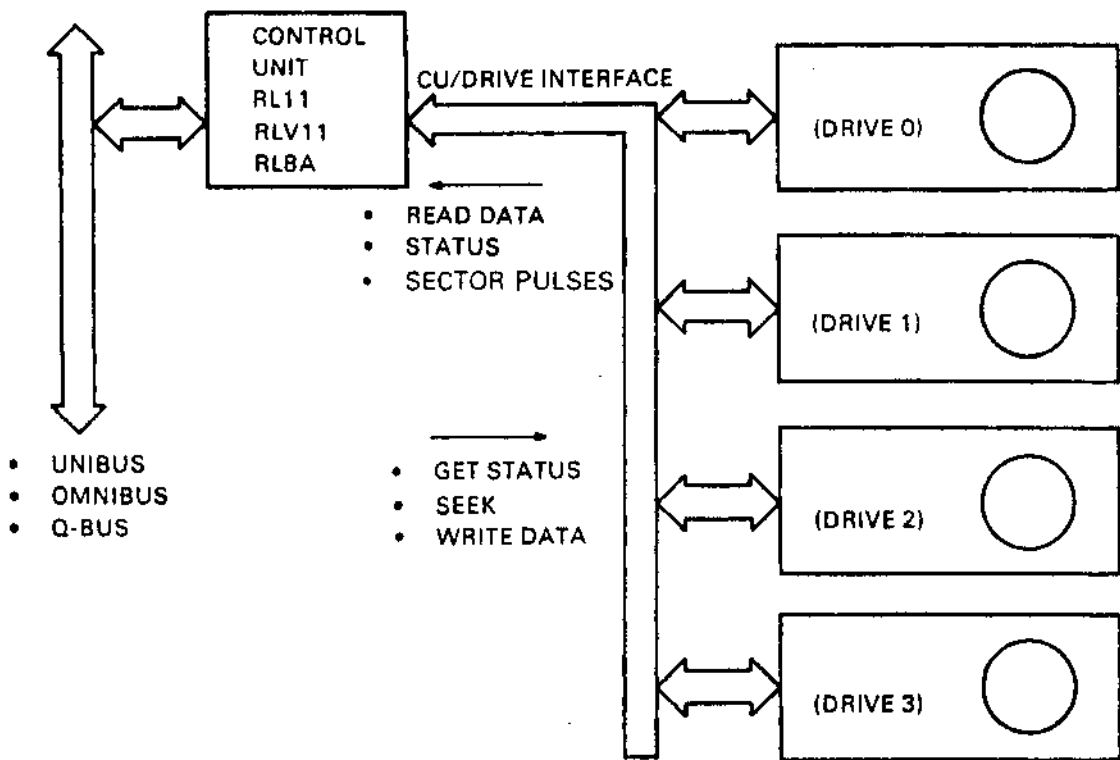 CONTROL
UNIT
RL11
RLV11
RL8A
CU/DRIVE INTERFACE
(DRIVE 0)
• READ DATA
• STATUS
• SECTOR PULSES
(DRIVE 1)
• UNIBUS
• OMNIBUS
• Q-BUS
• GET STATUS
• SEEK
• WRITE DATA
(DRIVE 2)
(DRIVE 3)